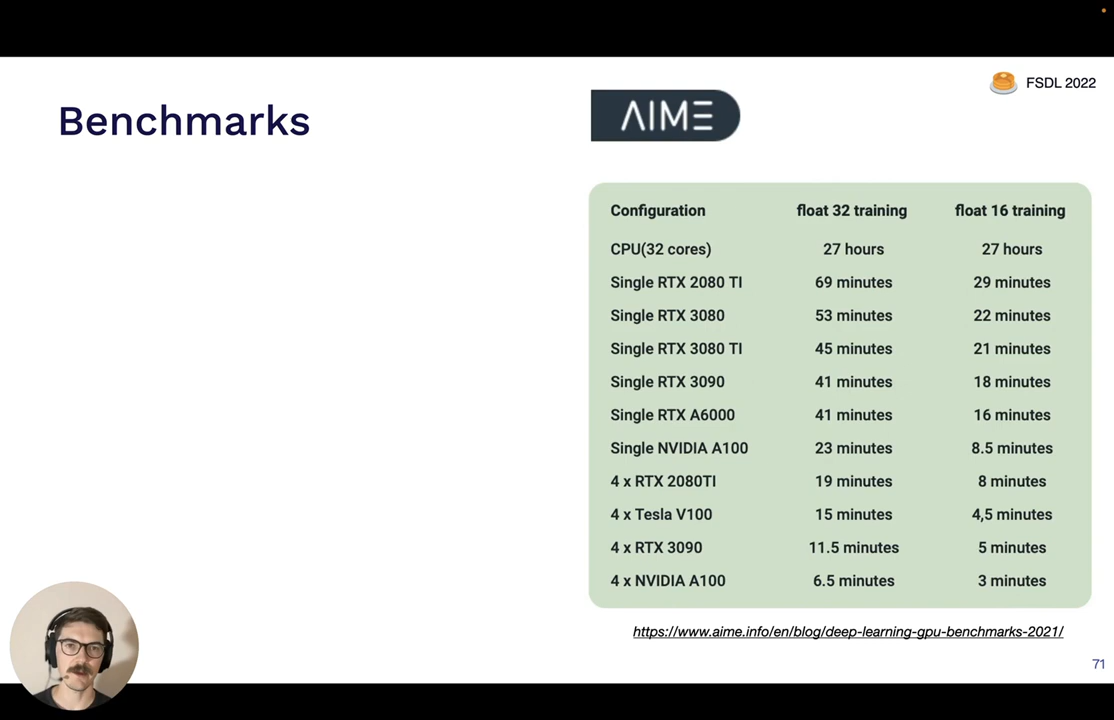 FSDL 2022
Benchmarks
AIME
Configuration float 32 training float 16 training
CPU(32 cores) 27 hours 27 hours
Single RTX 2080 TI 69 minutes 29 minutes
Single RTX 3080 53 minutes 22 minutes
Single RTX 3080 TI 45 minutes 21 minutes
Single RTX 3090 41 minutes 18 minutes
Single RTX A6000 41 minutes 16 minutes
Single NVIDIA A100 23 minutes 8.5 minutes
4 x RTX 2080TI 19 minutes 8 minutes
4 x Tesla V100 15 minutes 4,5 minutes
4 x RTX 3090 11.5 minutes 5 minutes
4 x NVIDIA A100 6.5 minutes 3 minutes
https://www.aime.info/en/blog/deep-learning-gpu-benchmarks-2021/
71